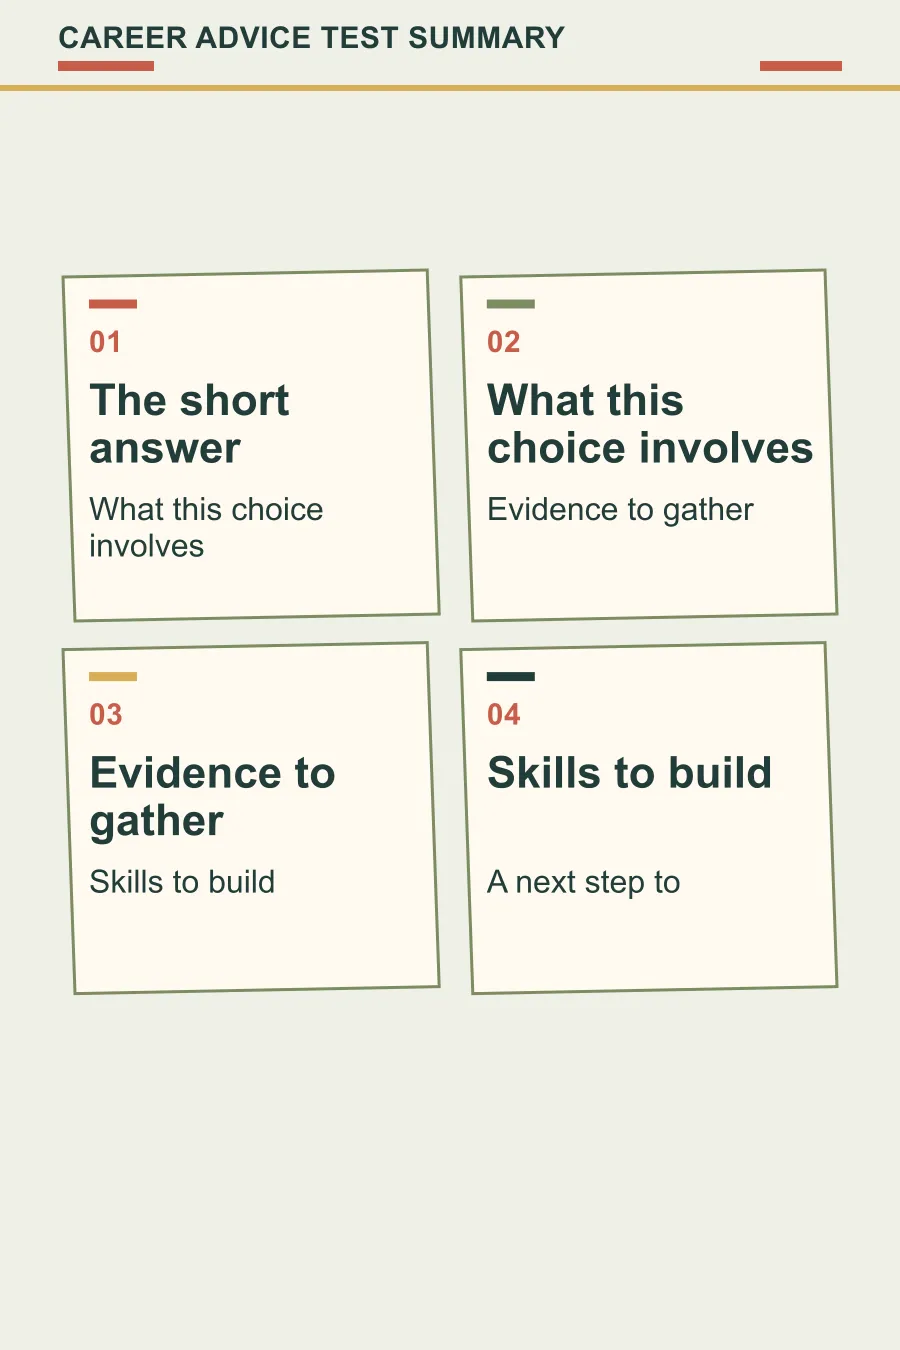 CAREER ADVICE TEST SUMMARY
01
The short
answer
What this choice
involves
02
What this
choice involves
Evidence to gather
03
Evidence to
gather
Skills to build
04
Skills to build
A next step to